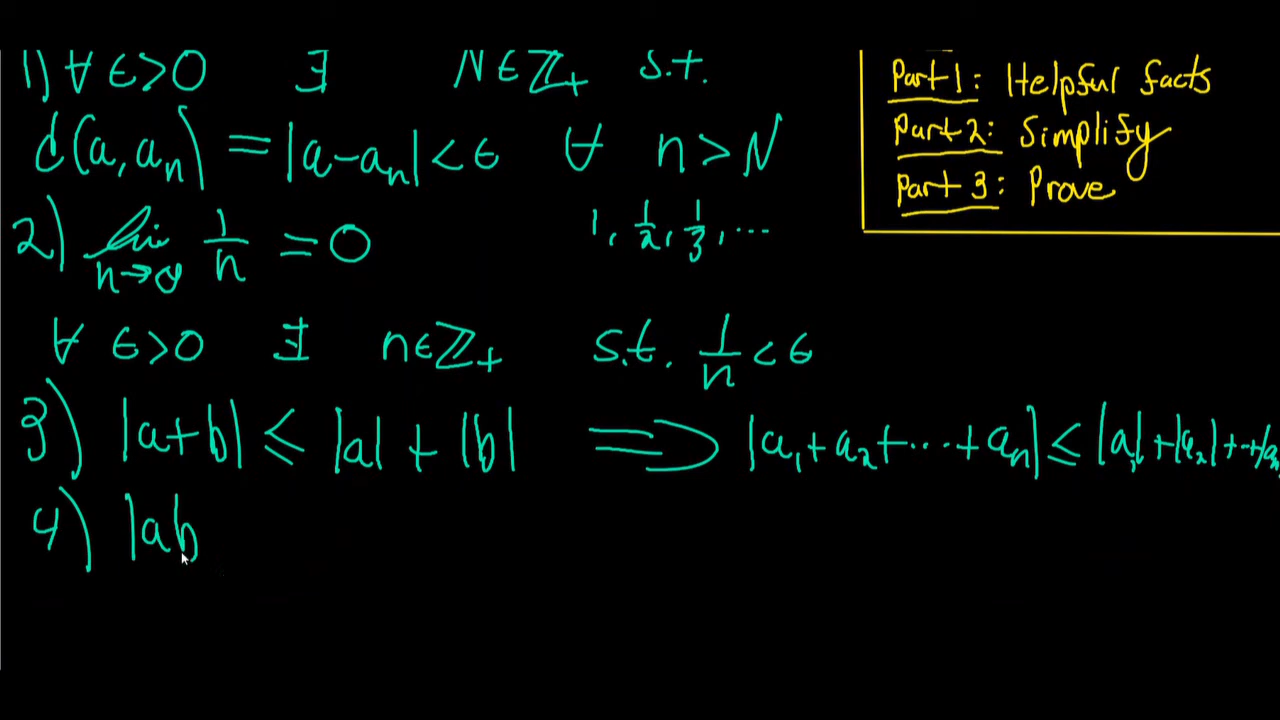 1) ∀ ϵ>0 ∃ N∈ℤ₊ s.t.
d(a, aₙ) = |a-aₙ| < ϵ ∀ n > N
2) lim n→∞ 1/n = 0 1, 1/2, 1/3, ...
∀ ϵ>0 ∃ n∈ℤ₊ s.t. 1/n < ϵ
3) |a+b| ≤ |a| + |b| ⟹ |a₁+a₂+...+aₙ| ≤ |a₁|+|a₂|+...+|aₙ
4) |ab
Part 1: Helpful facts
Part 2: Simplify
Part 3: Prove